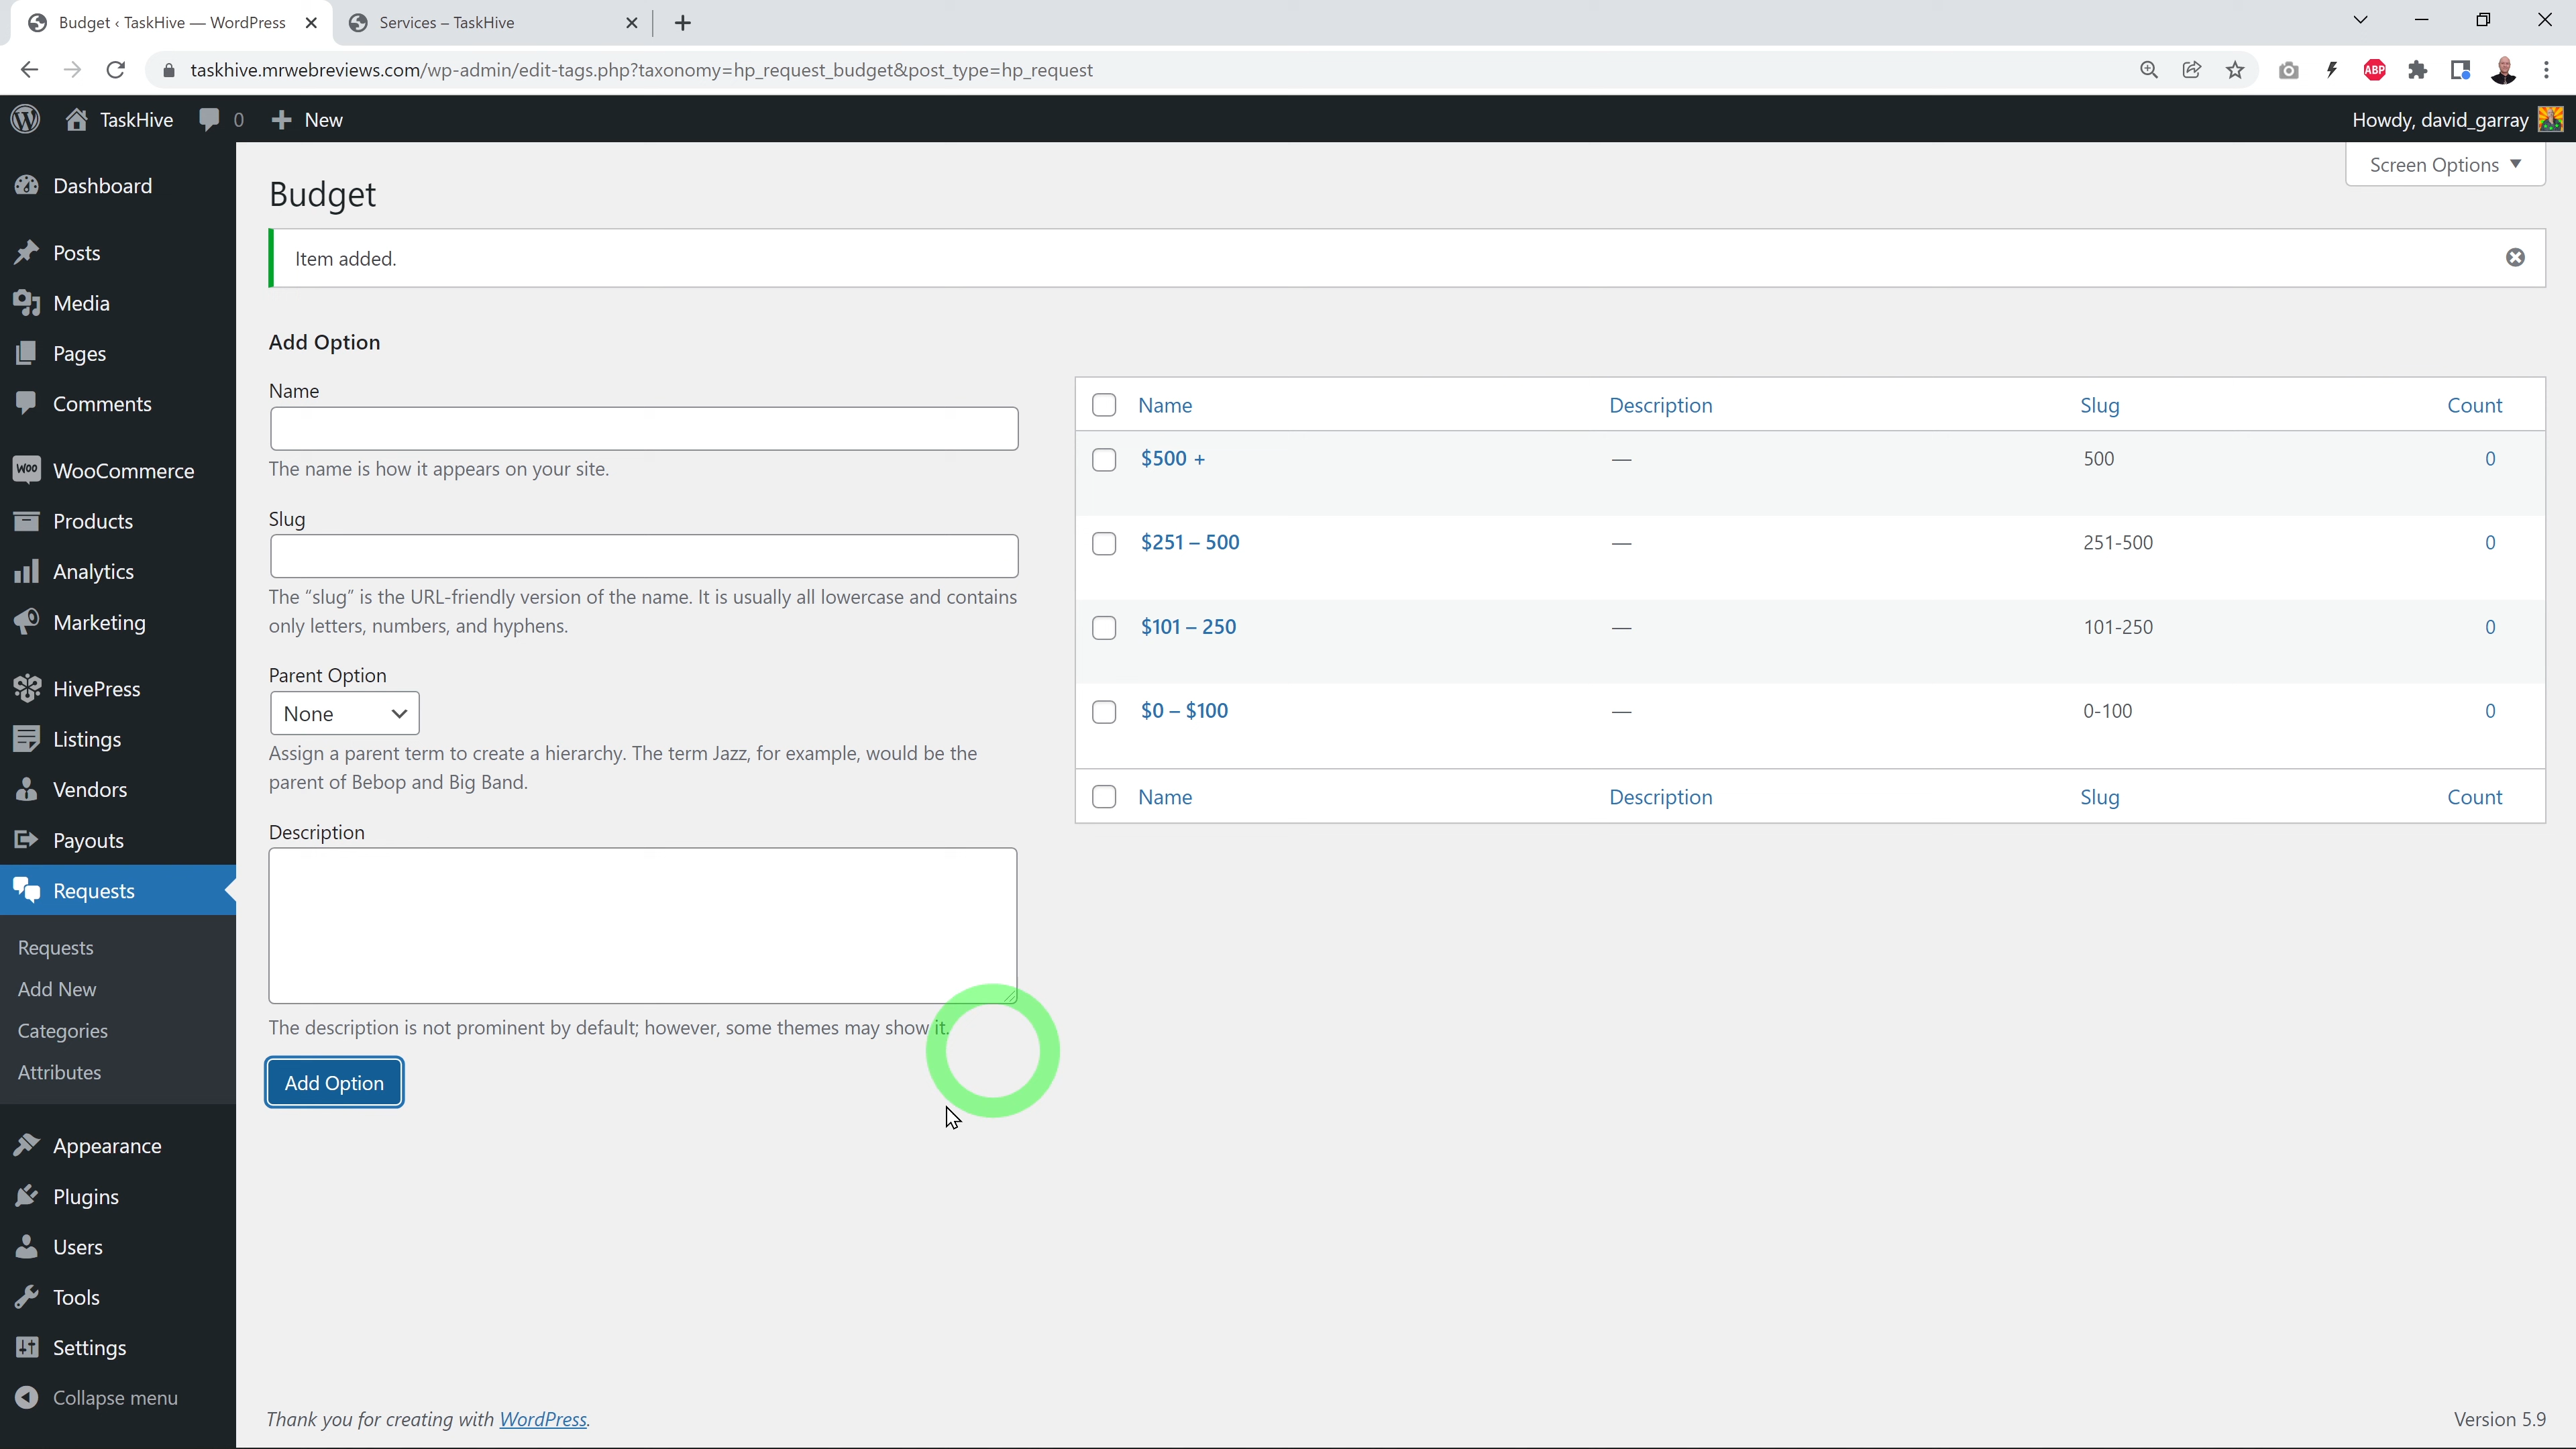 Budget ‹ TaskHive — WordPress
Services – TaskHive
taskhive.mrwebreviews.com/wp-admin/edit-tags.php?taxonomy=hp_request_budget&post_type=hp_request
ABP
TaskHive
0
New
Howdy, david_garray
Screen Options
Dashboard
Posts
Media
Pages
Comments
WOO
WooCommerce
Products
Analytics
Marketing
HivePress
Listings
Vendors
Payouts
Requests
Requests
Add New
Categories
Attributes
Appearance
Plugins
Users
Tools
Settings
Collapse menu
Budget
Item added.
Add Option
Name
The name is how it appears on your site.
Slug
The “slug” is the URL-friendly version of the name. It is usually all lowercase and contains
only letters, numbers, and hyphens.
Parent Option
None
Assign a parent term to create a hierarchy. The term Jazz, for example, would be the
parent of Bebop and Big Band.
Description
The description is not prominent by default; however, some themes may show it.
Add Option
Name Description Slug Count
$500 + — 500 0
$251 – 500 — 251-500 0
$101 – 250 — 101-250 0
$0 – $100 — 0-100 0
Name Description Slug Count
Thank you for creating with WordPress.
Version 5.9